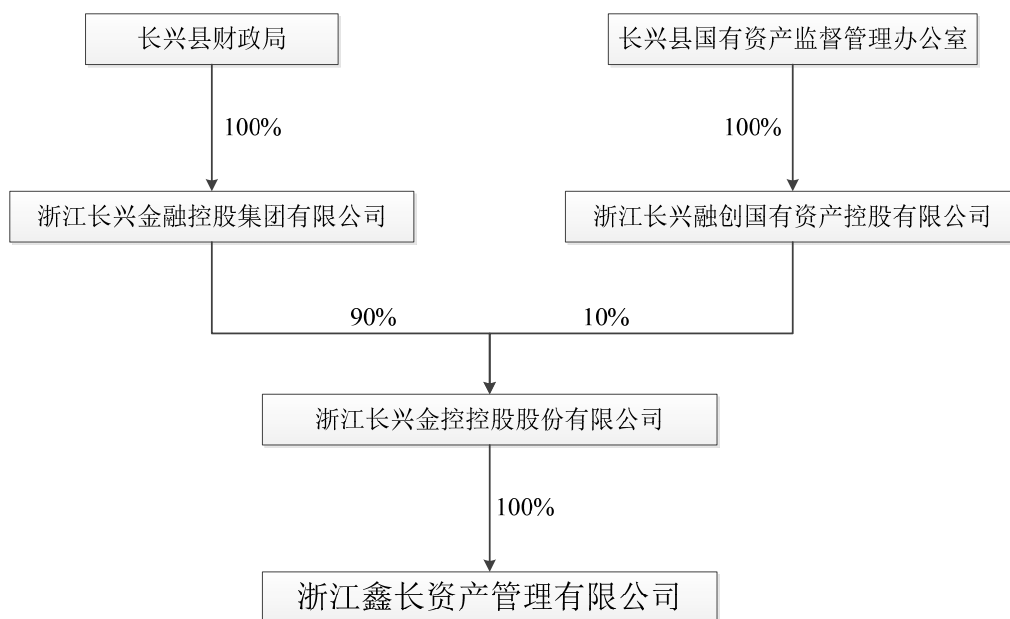 长兴县财政局
长兴县国有资产监督管理办公室
100%
100%
浙江长兴金融控股集团有限公司
浙江长兴融创国有资产控股有限公司
90%
10%
浙江长兴金控控股股份有限公司
100%
浙江鑫长资产管理有限公司